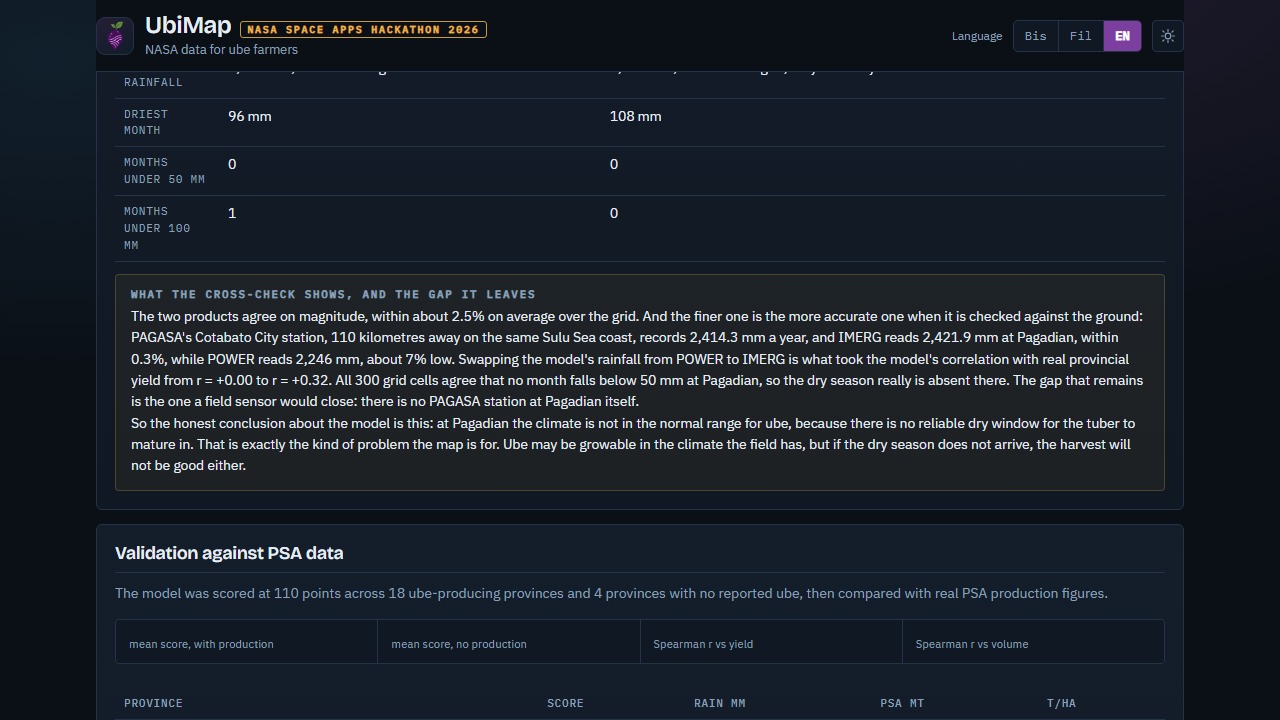 UbiMap NASA SPACE APPS HACKATHON 2026
NASA data for ube farmers
Language Bis Fil EN
RAINFALL
DRIEST MONTH 96 mm 108 mm
MONTHS UNDER 50 MM 0 0
MONTHS UNDER 100 MM 1 0
WHAT THE CROSS-CHECK SHOWS, AND THE GAP IT LEAVES
The two products agree on magnitude, within about 2.5% on average over the grid. And the finer one is the more accurate one when it is checked against the ground:
PAGASA's Cotabato City station, 110 kilometres away on the same Sulu Sea coast, records 2,414.3 mm a year, and IMERG reads 2,421.9 mm at Pagadian, within
0.3%, while POWER reads 2,246 mm, about 7% low. Swapping the model's rainfall from POWER to IMERG is what took the model's correlation with real provincial
yield from r = +0.00 to r = +0.32. All 300 grid cells agree that no month falls below 50 mm at Pagadian, so the dry season really is absent there. The gap that remains
is the one a field sensor would close: there is no PAGASA station at Pagadian itself.
So the honest conclusion about the model is this: at Pagadian the climate is not in the normal range for ube, because there is no reliable dry window for the tuber to
mature in. That is exactly the kind of problem the map is for. Ube may be growable in the climate the field has, but if the dry season does not arrive, the harvest will
not be good either.
Validation against PSA data
The model was scored at 110 points across 18 ube-producing provinces and 4 provinces with no reported ube, then compared with real PSA production figures.
mean score, with production mean score, no production Spearman r vs yield Spearman r vs volume
PROVINCE SCORE RAIN MM PSA MT T/HA